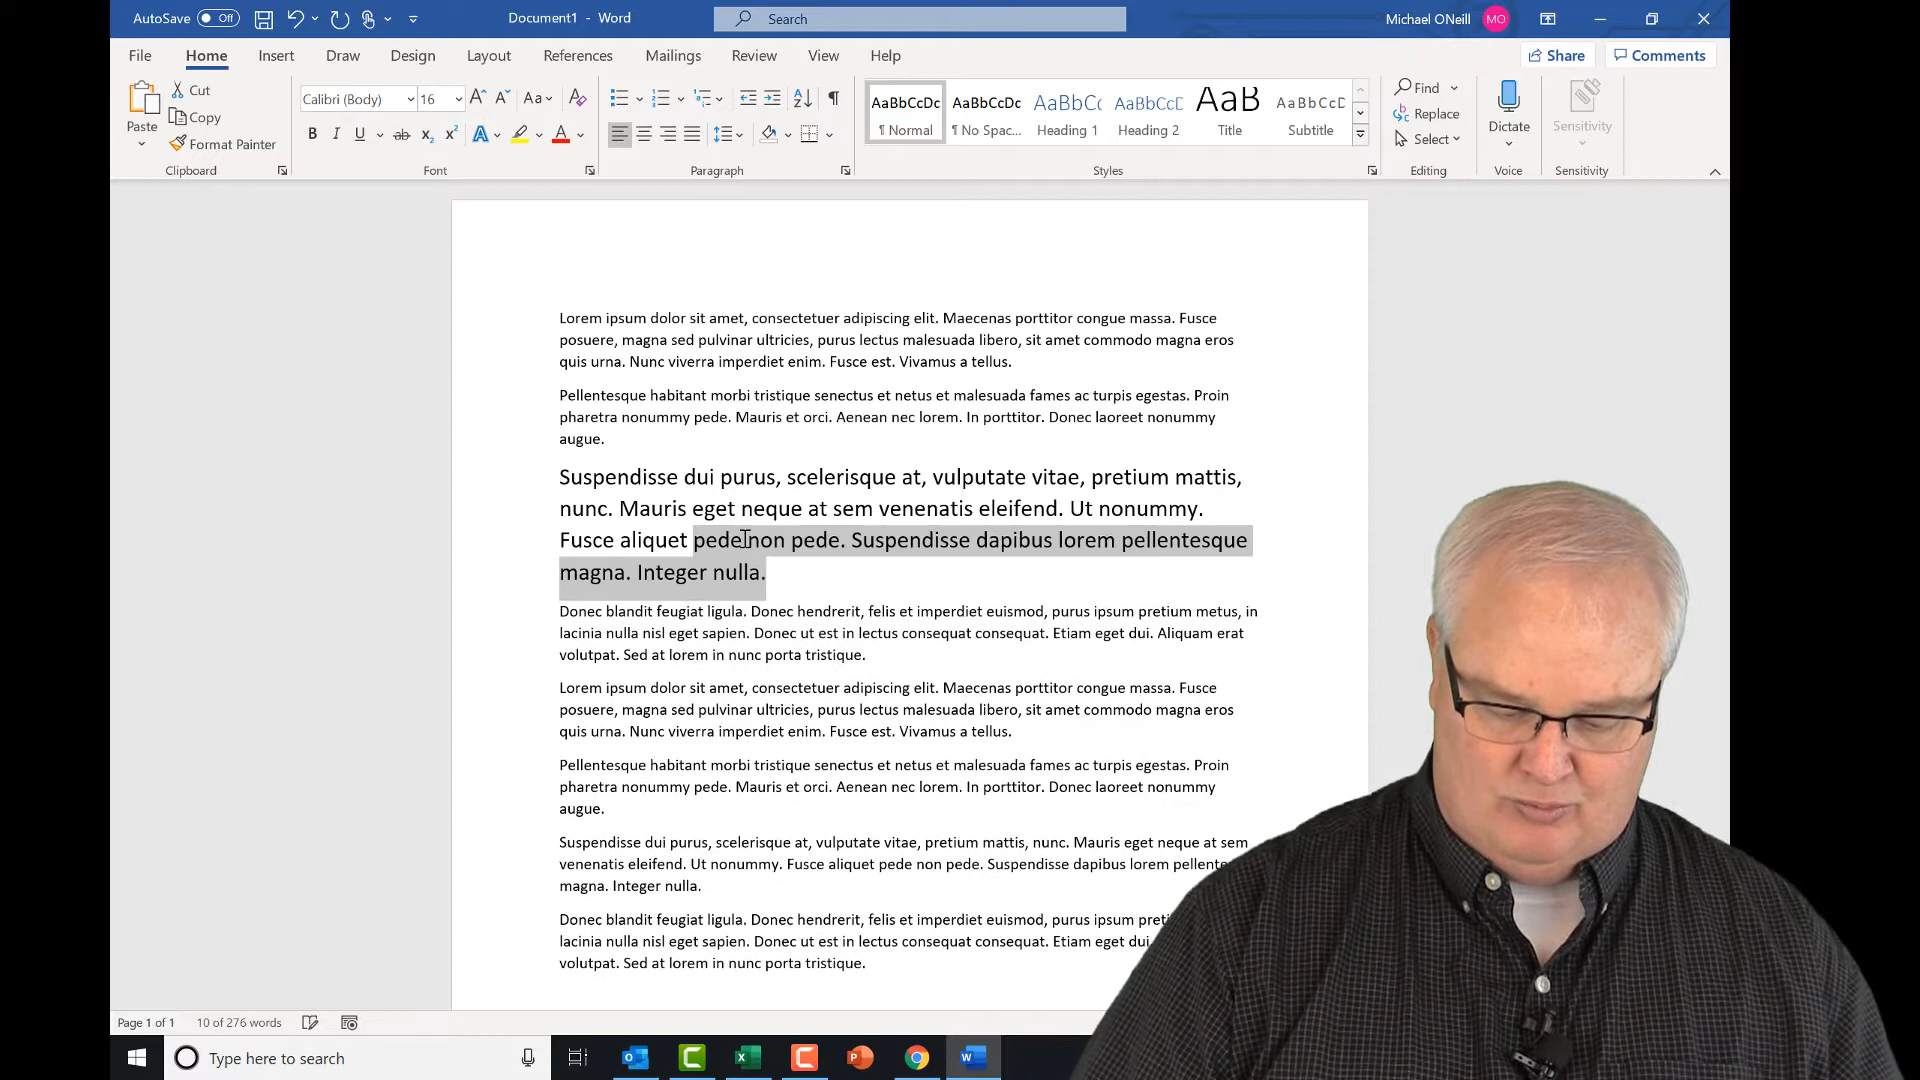 AutoSave Off Document1 - Word Search Michael ONeill MO
File Home Insert Draw Design Layout References Mailings Review View Help Share Comments
Paste
Cut
Copy
Format Painter
Clipboard
Calibri (Body) 16
Font
Paragraph
AaBbCcDc AaBbCcDc AaBbCc AaBbCcD AaB AaBbCcD
¶ Normal ¶ No Spac... Heading 1 Heading 2 Title Subtitle
Styles
Find
Replace
Select
Editing
Dictate
Voice
Sensitivity
Sensitivity
Lorem ipsum dolor sit amet, consectetuer adipiscing elit. Maecenas porttitor congue massa. Fusce
posuere, magna sed pulvinar ultricies, purus lectus malesuada libero, sit amet commodo magna eros
quis urna. Nunc viverra imperdiet enim. Fusce est. Vivamus a tellus.
Pellentesque habitant morbi tristique senectus et netus et malesuada fames ac turpis egestas. Proin
pharetra nonummy pede. Mauris et orci. Aenean nec lorem. In porttitor. Donec laoreet nonummy
augue.
Suspendisse dui purus, scelerisque at, vulputate vitae, pretium mattis,
nunc. Mauris eget neque at sem venenatis eleifend. Ut nonummy.
Fusce aliquet pede non pede. Suspendisse dapibus lorem pellentesque
magna. Integer nulla.
Donec blandit feugiat ligula. Donec hendrerit, felis et imperdiet euismod, purus ipsum pretium metus, in
lacinia nulla nisl eget sapien. Donec ut est in lectus consequat consequat. Etiam eget dui. Aliquam erat
volutpat. Sed at lorem in nunc porta tristique.
Lorem ipsum dolor sit amet, consectetuer adipiscing elit. Maecenas porttitor congue massa. Fusce
posuere, magna sed pulvinar ultricies, purus lectus malesuada libero, sit amet commodo magna eros
quis urna. Nunc viverra imperdiet enim. Fusce est. Vivamus a tellus.
Pellentesque habitant morbi tristique senectus et netus et malesuada fames ac turpis egestas. Proin
pharetra nonummy pede. Mauris et orci. Aenean nec lorem. In porttitor. Donec laoreet nonummy
augue.
Suspendisse dui purus, scelerisque at, vulputate vitae, pretium mattis, nunc. Mauris eget neque at sem
venenatis eleifend. Ut nonummy. Fusce aliquet pede non pede. Suspendisse dapibus lorem pellente
magna. Integer nulla.
Donec blandit feugiat ligula. Donec hendrerit, felis et imperdiet euismod, purus ipsum preti
lacinia nulla nisl eget sapien. Donec ut est in lectus consequat consequat. Etiam eget dui
volutpat. Sed at lorem in nunc porta tristique.
Page 1 of 1 10 of 276 words
Type here to search